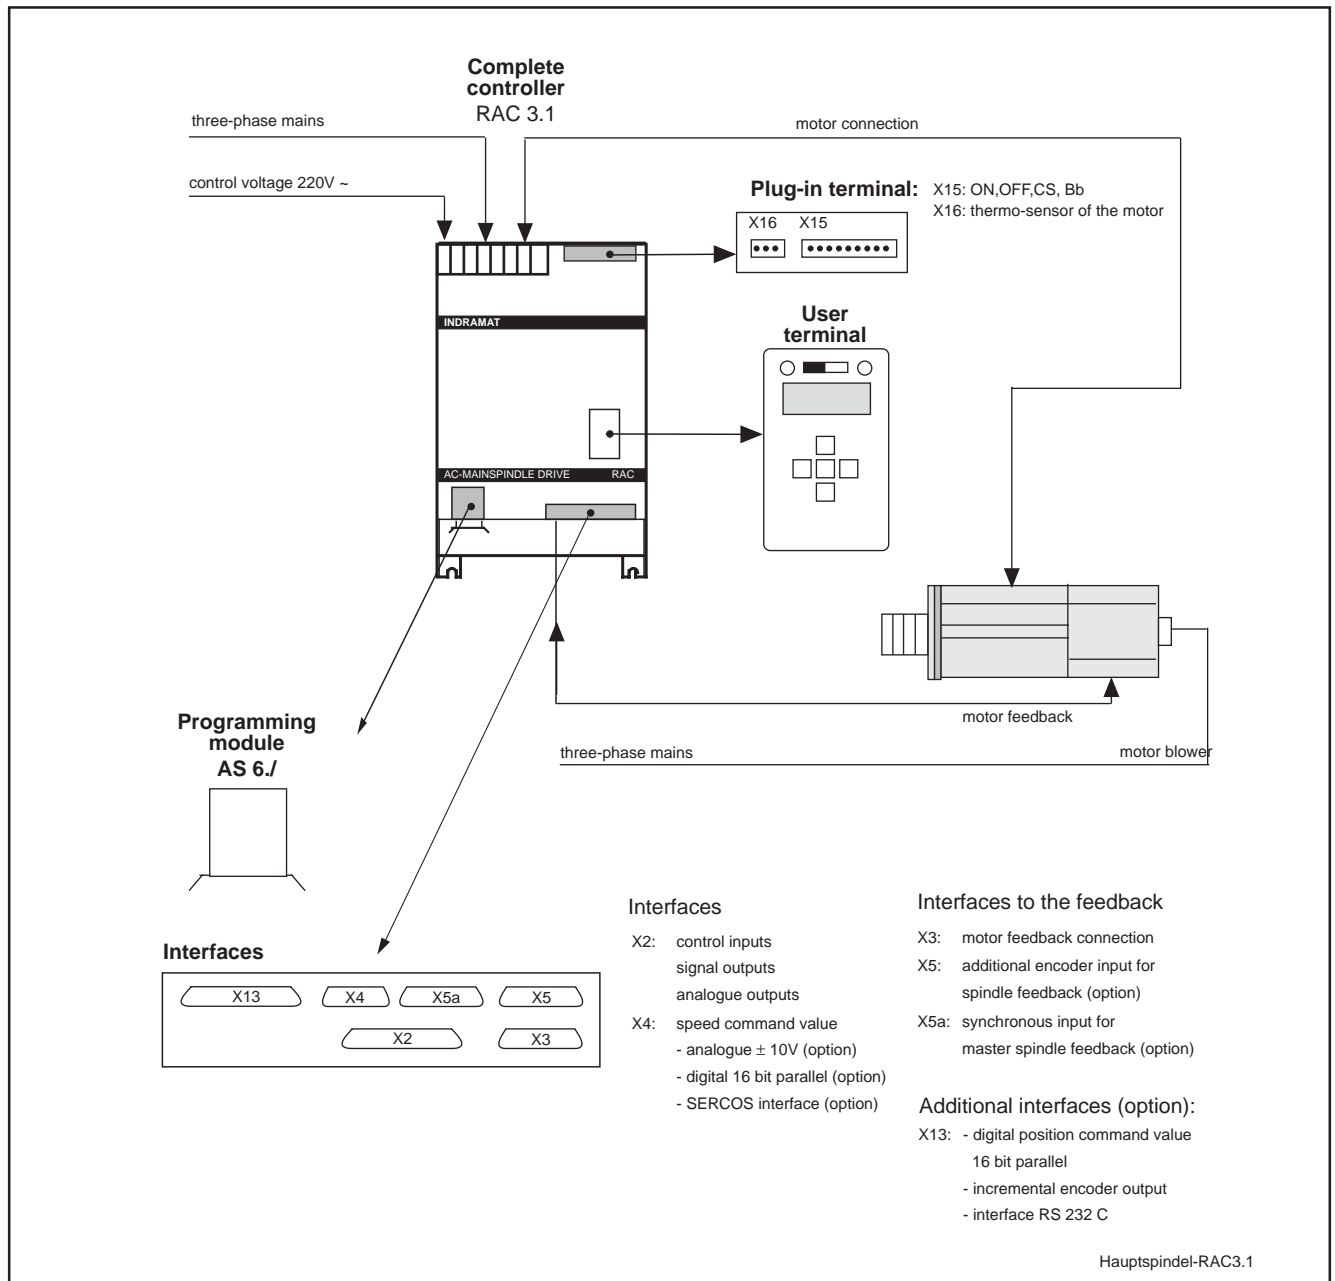 Complete
controller
RAC 3.1
three-phase mains
motor connection
control voltage 220V ~
Plug-in terminal: X15: ON,OFF,CS, Bb
X16: thermo-sensor of the motor
X16 X15
INDRAMAT
User
terminal
AC-MAINSPINDLE DRIVE RAC
motor feedback
three-phase mains
motor blower
Programming
module
AS 6./
Interfaces
X13 X4 X5a X5
X2 X3
Interfaces
X2: control inputs
signal outputs
analogue outputs
X4: speed command value
- analogue ± 10V (option)
- digital 16 bit parallel (option)
- SERCOS interface (option)
Interfaces to the feedback
X3: motor feedback connection
X5: additional encoder input for
spindle feedback (option)
X5a: synchronous input for
master spindle feedback (option)
Additional interfaces (option):
X13: - digital position command value
16 bit parallel
- incremental encoder output
- interface RS 232 C
Hauptspindel-RAC3.1